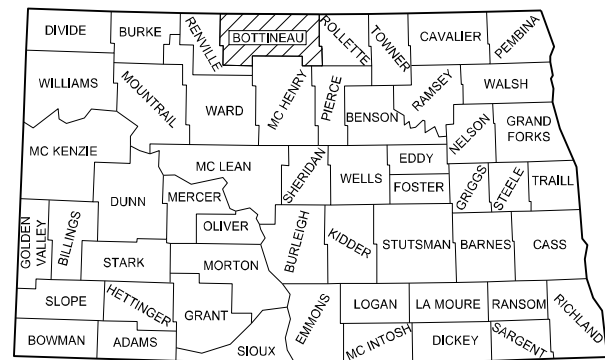 DIVIDE
BURKE
RENVILLE
BOTTINEAU
ROLLETTE
TOWNER
CAVALIER
PEMBINA
WILLIAMS
MOUNTRAIL
WARD
MC HENRY
PIERCE
BENSON
RAMSEY
WALSH
NELSON
GRAND
FORKS
MC KENZIE
DUNN
MC LEAN
MERCER
OLIVER
SHERIDAN
WELLS
EDDY
FOSTER
GRIGGS
STEELE
TRAILL
GOLDEN
VALLEY
BILLINGS
STARK
MORTON
BURLEIGH
KIDDER
STUTSMAN
BARNES
CASS
SLOPE
HETTINGER
GRANT
EMMONS
LOGAN
LA MOURE
RANSOM
RICHLAND
BOWMAN
ADAMS
SIOUX
MC INTOSH
DICKEY
SARGENT